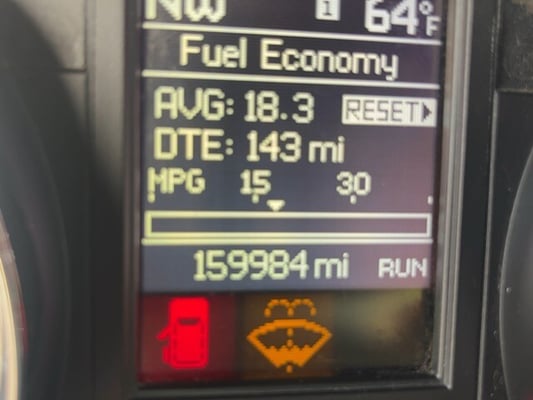 NW 1 64°F
Fuel Economy
AVG: 18.3 RESET
DTE: 143 mi
MPG 15 30
159984 mi RUN